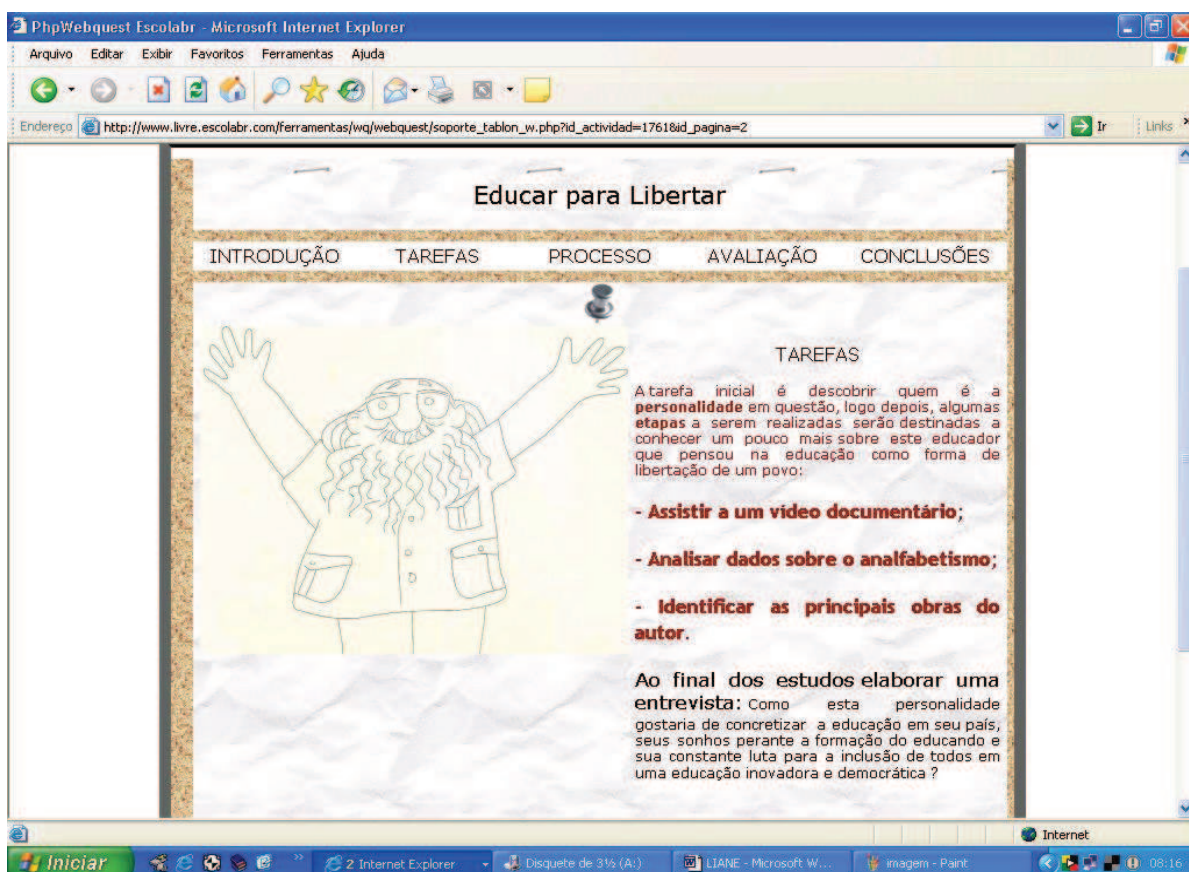 PhpWebquest Escolabr - Microsoft Internet Explorer
Arquivo Editar Exibir Favoritos Ferramentas Ajuda
Endereço http://www.livre.escolabr.com/ferramentas/wq/webquest/soporte_tablon_w.php?id_actividad=1761&id_pagina=2 Ir Links
Educar para Libertar
INTRODUÇÃO TAREFAS PROCESSO AVALIAÇÃO CONCLUSÕES
TAREFAS
A tarefa inicial é descobrir quem é a
personalidade em questão, logo depois, algumas
etapas a serem realizadas serão destinadas a
conhecer um pouco mais sobre este educador
que pensou na educação como forma de
libertação de um povo:
- Assistir a um vídeo documentário;
- Analisar dados sobre o analfabetismo;
- Identificar as principais obras do
autor.
Ao final dos estudos elaborar uma
entrevista: Como esta personalidade
gostaria de concretizar a educação em seu país,
seus sonhos perante a formação do educando e
sua constante luta para a inclusão de todos em
uma educação inovadora e democrática ?
Internet
Iniciar 2 Internet Explorer Disquete de 3½ (A:) LIANE - Microsoft W... imagem - Paint 08:16